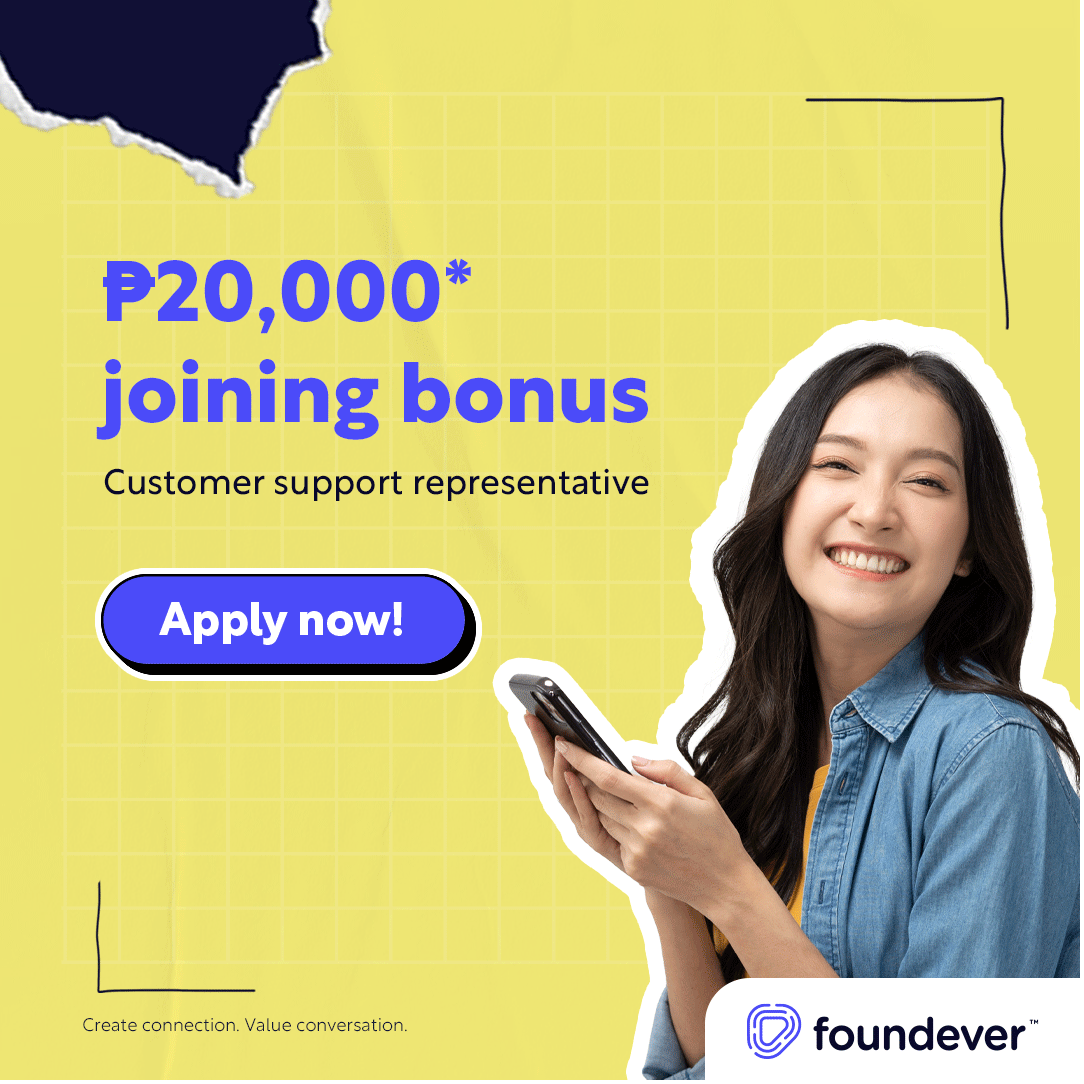 ₱20,000*
joining bonus
Customer support representative
Apply now!
Create connection. Value conversation.
foundever™